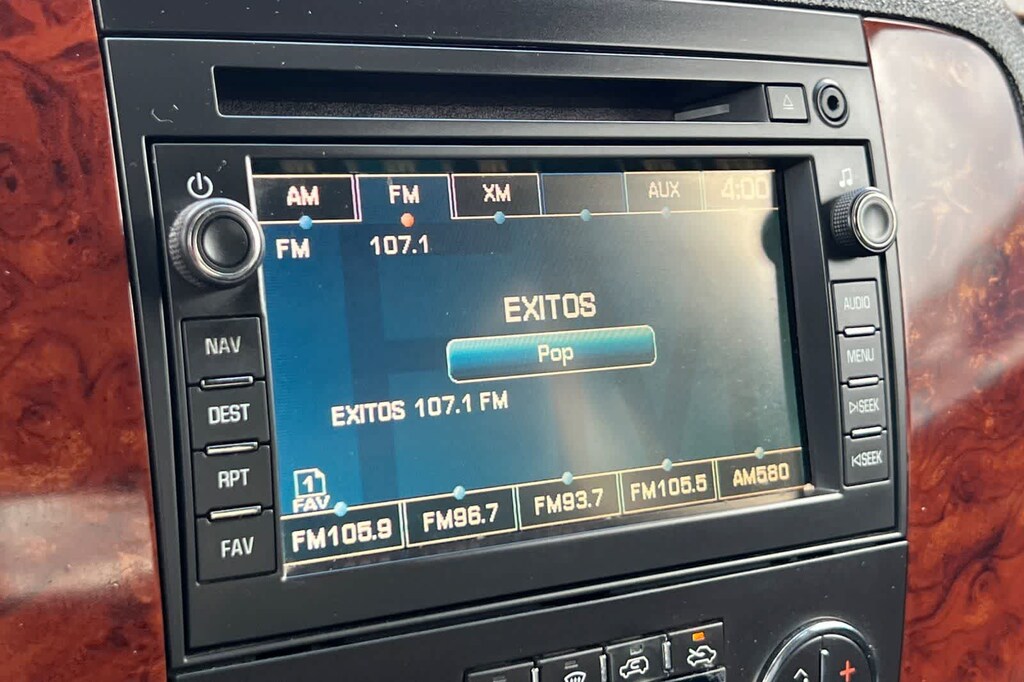 AM FM XM AUX 4:00
FM 107.1
EXITOS
Pop
EXITOS 107.1 FM
1
FAV
FM105.9 FM96.7 FM93.7 FM105.5 AM580
NAV
DEST
RPT
FAV
AUDIO
MENU
SEEK
SEEK